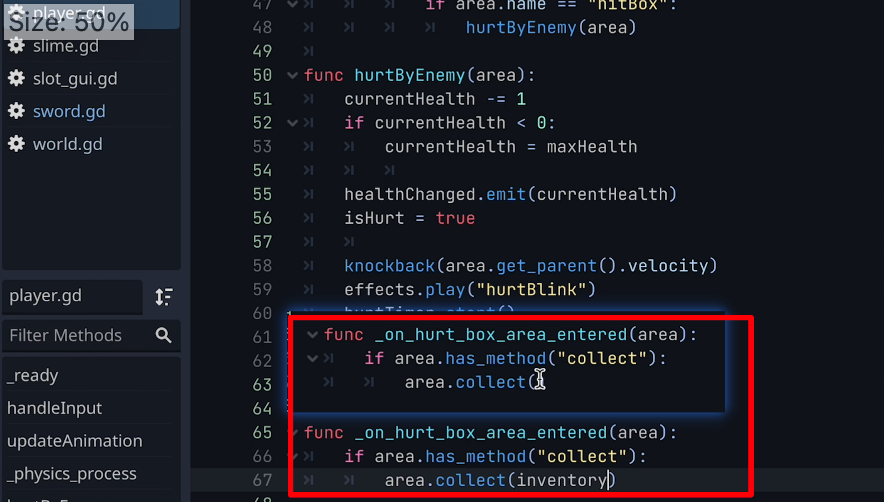 player.gd
Size: 50%
slime.gd
slot_gui.gd
sword.gd
world.gd
player.gd
Filter Methods
_ready
handleInput
updateAnimation
_physics_process
47 if area.name == "hitBox":
48 hurtByEnemy(area)
49
50 func hurtByEnemy(area):
51 currentHealth -= 1
52 if currentHealth < 0:
53 currentHealth = maxHealth
54
55 healthChanged.emit(currentHealth)
56 isHurt = true
57
58 knockback(area.get_parent().velocity)
59 effects.play("hurtBlink")
60 hurtTimer.start()
61 func _on_hurt_box_area_entered(area):
62 if area.has_method("collect"):
63 area.collect(
64
65 func _on_hurt_box_area_entered(area):
66 if area.has_method("collect"):
67 area.collect(inventory)